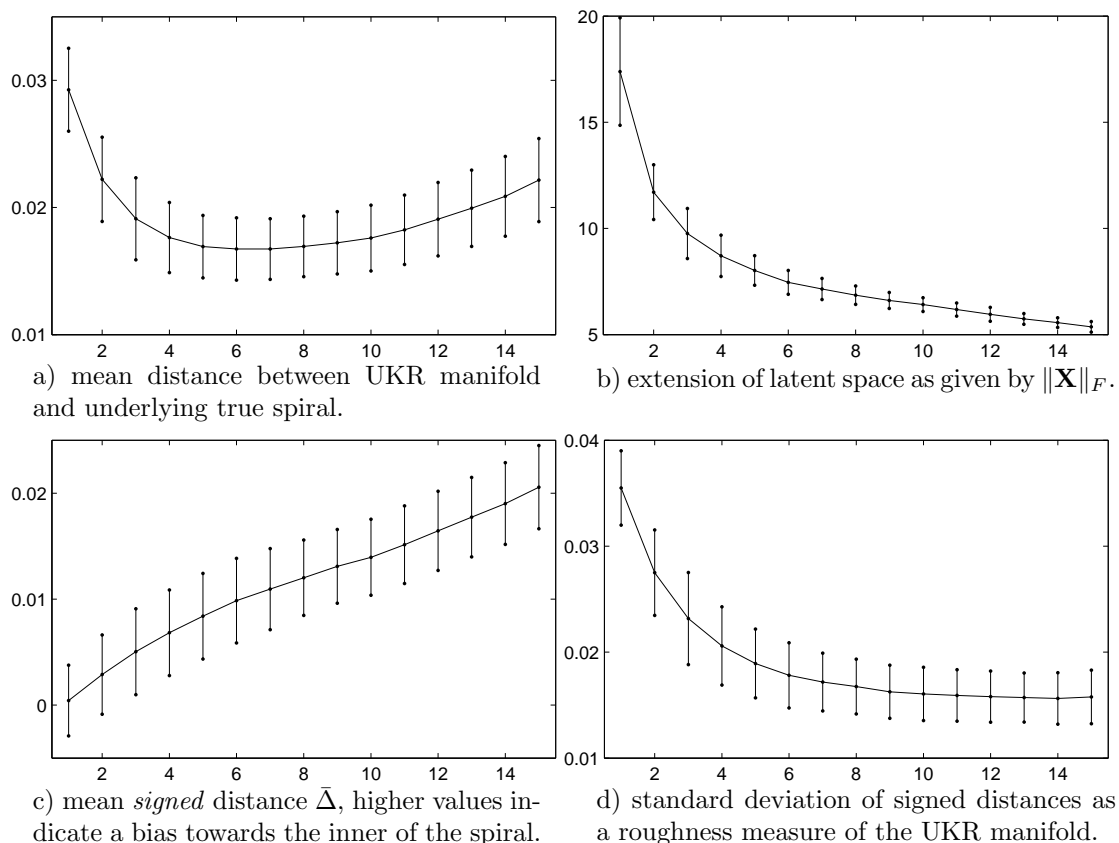 0.03
0.02
0.01
2 4 6 8 10 12 14
a) mean distance between UKR manifold
and underlying true spiral.
20
15
10
5
2 4 6 8 10 12 14
b) extension of latent space as given by ‖X‖F.
0.02
0.01
0
2 4 6 8 10 12 14
c) mean signed distance Δ̄, higher values in-
dicate a bias towards the inner of the spiral.
0.04
0.03
0.02
0.01
2 4 6 8 10 12 14
d) standard deviation of signed distances as
a roughness measure of the UKR manifold.